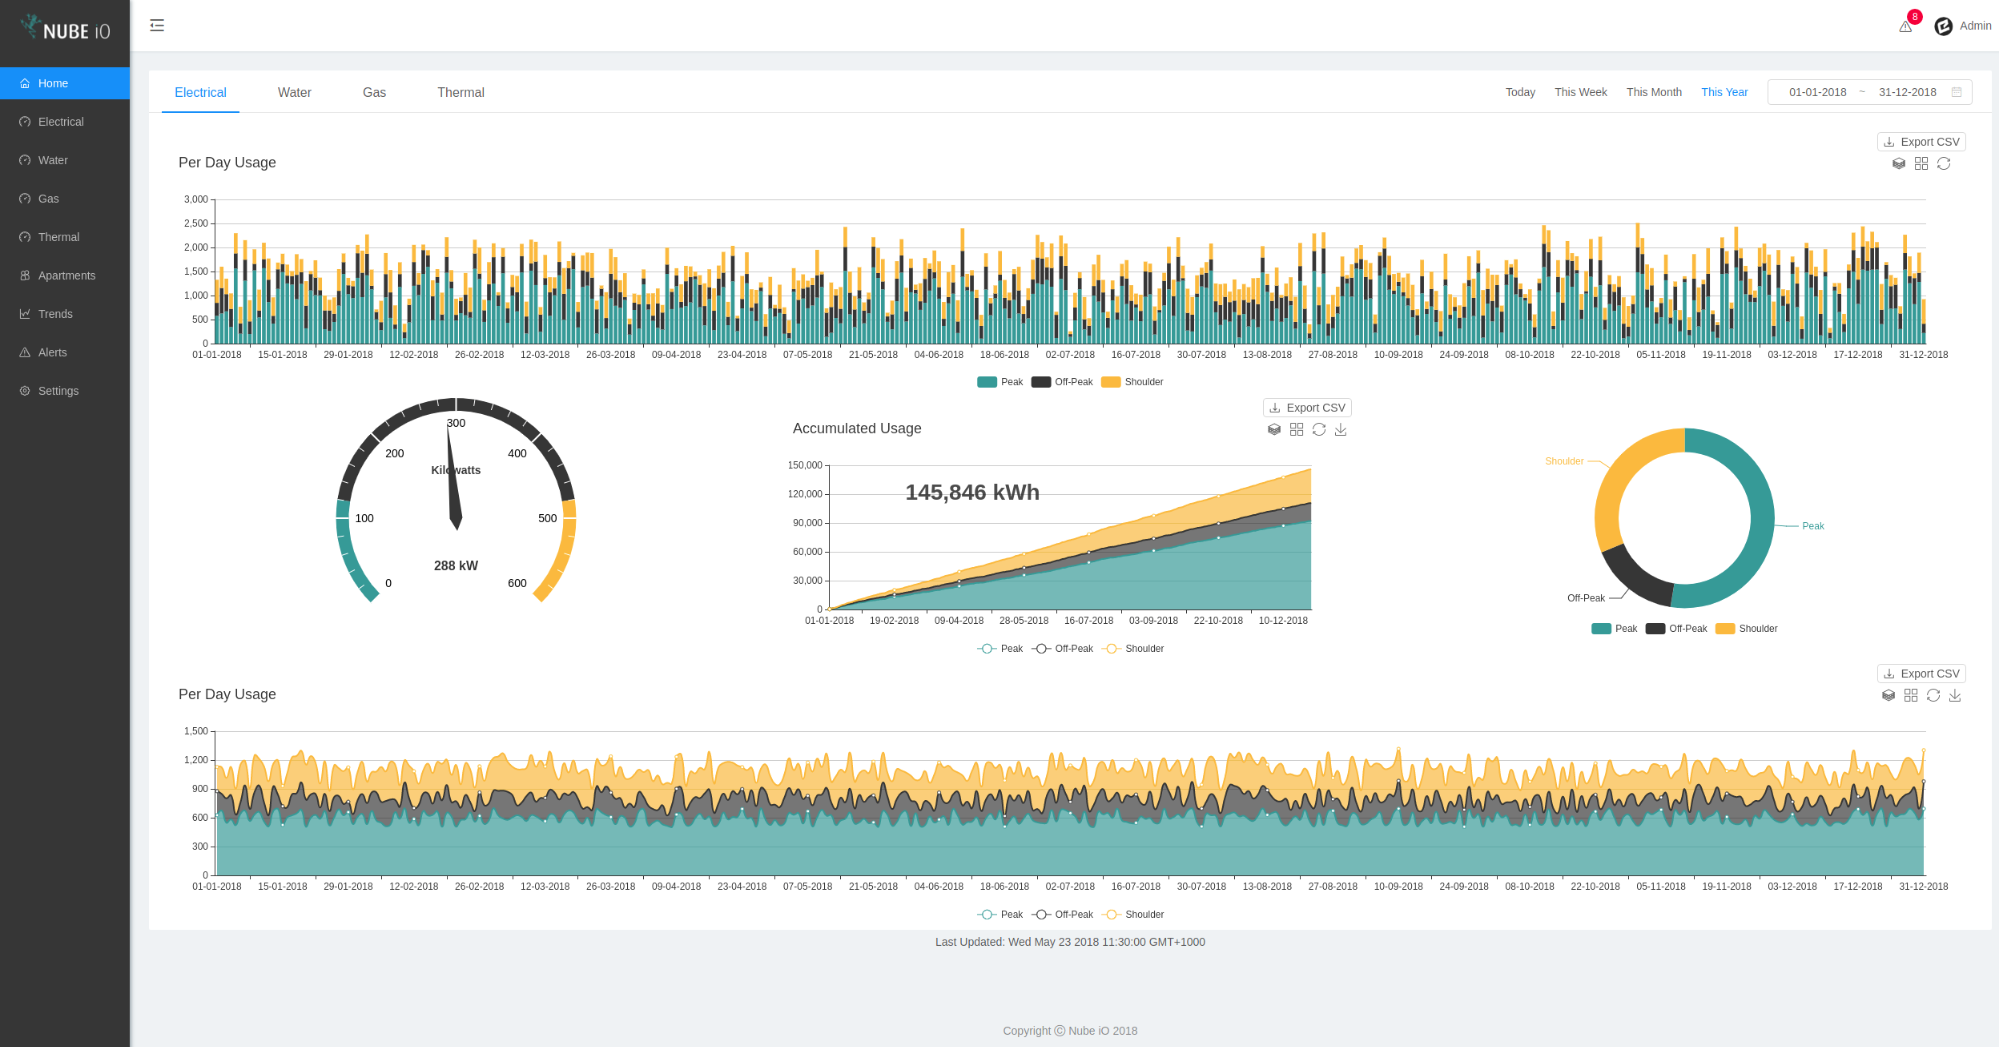 NUBE iO
8
Admin
Home
Electrical
Water
Gas
Thermal
Apartments
Trends
Alerts
Settings
Electrical Water Gas Thermal
Today This Week This Month This Year 01-01-2018 ~ 31-12-2018
Export CSV
Per Day Usage
3,000
2,500
2,000
1,500
1,000
500
0
01-01-2018 15-01-2018 29-01-2018 12-02-2018 26-02-2018 12-03-2018 26-03-2018 09-04-2018 23-04-2018 07-05-2018 21-05-2018 04-06-2018 18-06-2018 02-07-2018 16-07-2018 30-07-2018 13-08-2018 27-08-2018 10-09-2018 24-09-2018 08-10-2018 22-10-2018 05-11-2018 19-11-2018 03-12-2018 17-12-2018 31-12-2018
Peak Off-Peak Shoulder
0
100
200
300
400
500
600
Kilowatts
288 kW
Export CSV
Accumulated Usage
145,846 kWh
150,000
120,000
90,000
60,000
30,000
0
01-01-2018 19-02-2018 09-04-2018 28-05-2018 16-07-2018 03-09-2018 22-10-2018 10-12-2018
Peak Off-Peak Shoulder
Shoulder
Peak
Off-Peak
Peak Off-Peak Shoulder
Export CSV
Per Day Usage
1,500
1,200
900
600
300
0
01-01-2018 15-01-2018 29-01-2018 12-02-2018 26-02-2018 12-03-2018 26-03-2018 09-04-2018 23-04-2018 07-05-2018 21-05-2018 04-06-2018 18-06-2018 02-07-2018 16-07-2018 30-07-2018 13-08-2018 27-08-2018 10-09-2018 24-09-2018 08-10-2018 22-10-2018 05-11-2018 19-11-2018 03-12-2018 17-12-2018 31-12-2018
Peak Off-Peak Shoulder
Last Updated: Wed May 23 2018 11:30:00 GMT+1000
Copyright © Nube iO 2018